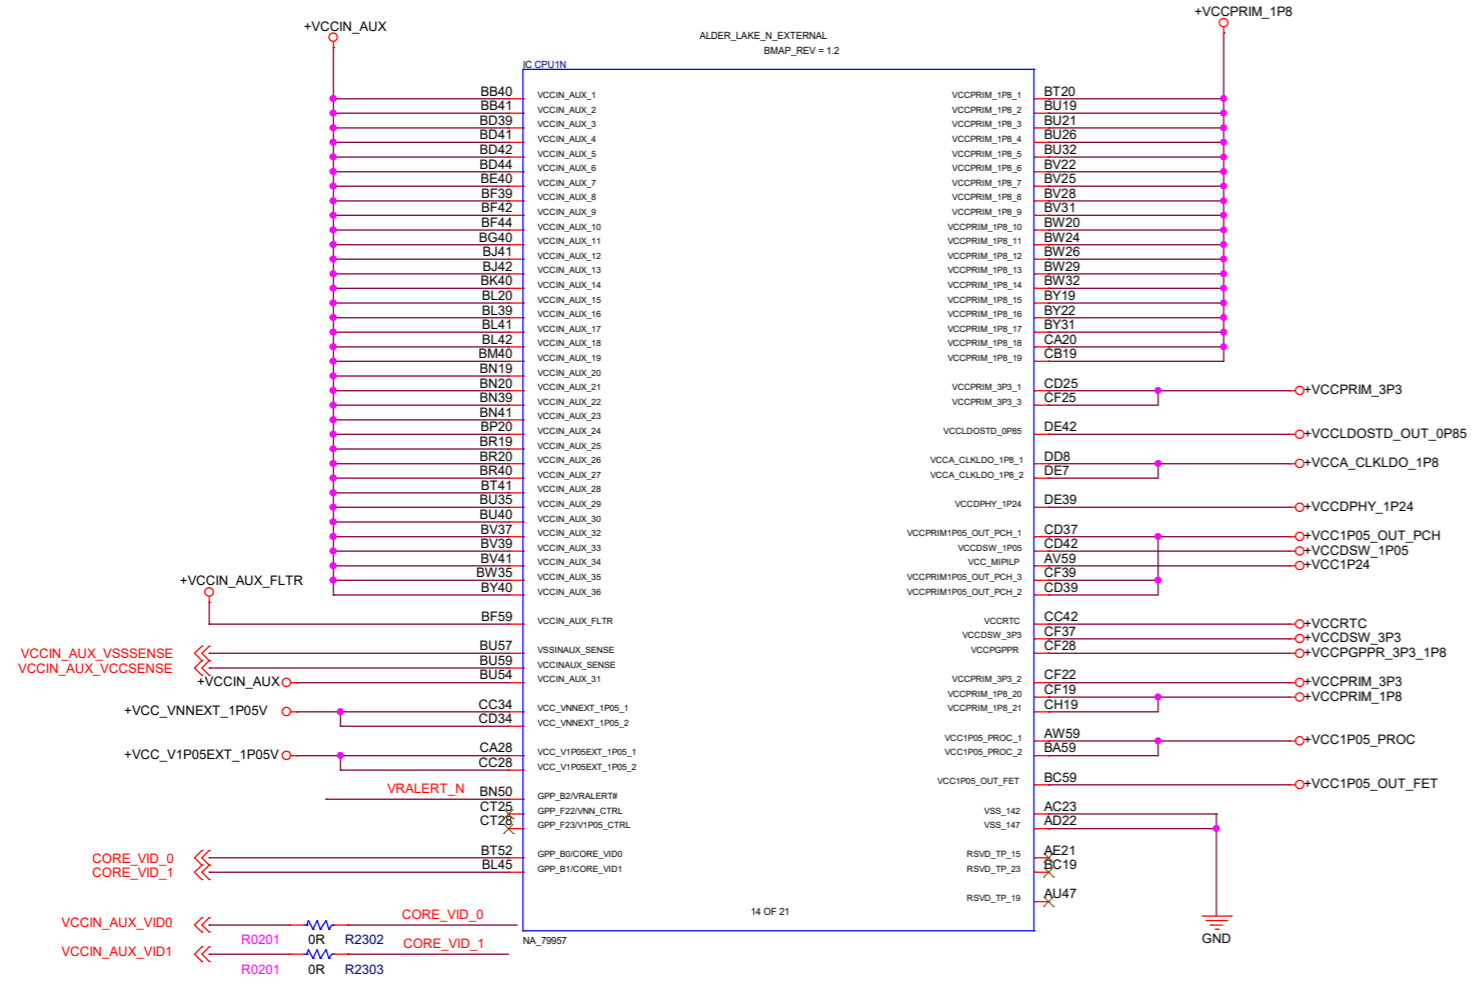 +VCCIN_AUX
+VCCPRIM_1P8
ALDER_LAKE_N_EXTERNAL
BMAP_REV = 1.2
IC CPU1N
BB40 VCCIN_AUX_1 VCCPRIM_1P8_1 BT20
BB41 VCCIN_AUX_2 VCCPRIM_1P8_2 BU19
BD39 VCCIN_AUX_3 VCCPRIM_1P8_3 BU21
BD41 VCCIN_AUX_4 VCCPRIM_1P8_4 BU26
BD42 VCCIN_AUX_5 VCCPRIM_1P8_5 BU32
BD44 VCCIN_AUX_6 VCCPRIM_1P8_6 BV22
BE40 VCCIN_AUX_7 VCCPRIM_1P8_7 BV25
BF39 VCCIN_AUX_8 VCCPRIM_1P8_8 BV28
BF42 VCCIN_AUX_9 VCCPRIM_1P8_9 BV31
BF44 VCCIN_AUX_10 VCCPRIM_1P8_10 BW20
BG40 VCCIN_AUX_11 VCCPRIM_1P8_11 BW24
BJ41 VCCIN_AUX_12 VCCPRIM_1P8_12 BW26
BJ42 VCCIN_AUX_13 VCCPRIM_1P8_13 BW29
BK40 VCCIN_AUX_14 VCCPRIM_1P8_14 BW32
BL20 VCCIN_AUX_15 VCCPRIM_1P8_15 BY19
BL39 VCCIN_AUX_16 VCCPRIM_1P8_16 BY22
BL41 VCCIN_AUX_17 VCCPRIM_1P8_17 BY31
BL42 VCCIN_AUX_18 VCCPRIM_1P8_18 CA20
BM40 VCCIN_AUX_19 VCCPRIM_1P8_19 CB19
BN19 VCCIN_AUX_20
BN20 VCCIN_AUX_21 VCCPRIM_3P3_1 CD25 +VCCPRIM_3P3
BN39 VCCIN_AUX_22 VCCPRIM_3P3_3 CF25
BN41 VCCIN_AUX_23
BP20 VCCIN_AUX_24 VCCLDOSTD_0P85 DE42 +VCCLDOSTD_OUT_0P85
BR19 VCCIN_AUX_25
BR20 VCCIN_AUX_26 VCCA_CLKLDO_1P8_1 DD8 +VCCA_CLKLDO_1P8
BR40 VCCIN_AUX_27 VCCA_CLKLDO_1P8_2 DE7
BT41 VCCIN_AUX_28
BU35 VCCIN_AUX_29 VCCDPHY_1P24 DE39 +VCCDPHY_1P24
BU40 VCCIN_AUX_30
BV37 VCCIN_AUX_32 VCCPRIM1P05_OUT_PCH_1 CD37 +VCC1P05_OUT_PCH
BV39 VCCIN_AUX_33 VCCDSW_1P05 CD42 +VCCDSW_1P05
BV41 VCCIN_AUX_34 VCC_MIPILP AV59 +VCC1P24
BW35 VCCIN_AUX_35 VCCPRIM1P05_OUT_PCH_3 CF39
BY40 VCCIN_AUX_36 VCCPRIM1P05_OUT_PCH_2 CD39
+VCCIN_AUX_FLTR
BF59 VCCIN_AUX_FLTR VCCRTC CC42 +VCCRTC
VCCDSW_3P3 CF37 +VCCDSW_3P3
VCCIN_AUX_VSSSENSE BU57 VSSINAUX_SENSE VCCPGPPR CF28 +VCCPGPPR_3P3_1P8
VCCIN_AUX_VCCSENSE BU59 VCCINAUX_SENSE
+VCCIN_AUX BU54 VCCIN_AUX_31 VCCPRIM_3P3_2 CF22 +VCCPRIM_3P3
VCCPRIM_1P8_20 CF19 +VCCPRIM_1P8
+VCC_VNNEXT_1P05V CC34 VCC_VNNEXT_1P05_1 VCCPRIM_1P8_21 CH19
CD34 VCC_VNNEXT_1P05_2
VCC1P05_PROC_1 AW59 +VCC1P05_PROC
+VCC_V1P05EXT_1P05V CA28 VCC_V1P05EXT_1P05_1 VCC1P05_PROC_2 BA59
CC28 VCC_V1P05EXT_1P05_2
VCC1P05_OUT_FET BC59 +VCC1P05_OUT_FET
VRALERT_N BN50 GPP_B2/VRALERT#
CT25 GPP_F22/VNN_CTRL VSS_142 AC23
CT28 GPP_F23/V1P05_CTRL VSS_147 AD22
CORE_VID_0 BT52 GPP_B0/CORE_VID0 RSVD_TP_15 AE21
CORE_VID_1 BL45 GPP_B1/CORE_VID1 RSVD_TP_23 BC19
RSVD_TP_19 AU47
14 OF 21
VCCIN_AUX_VID0 CORE_VID_0
R0201 0R R2302
NA_79957
GND
VCCIN_AUX_VID1 CORE_VID_1
R0201 0R R2303